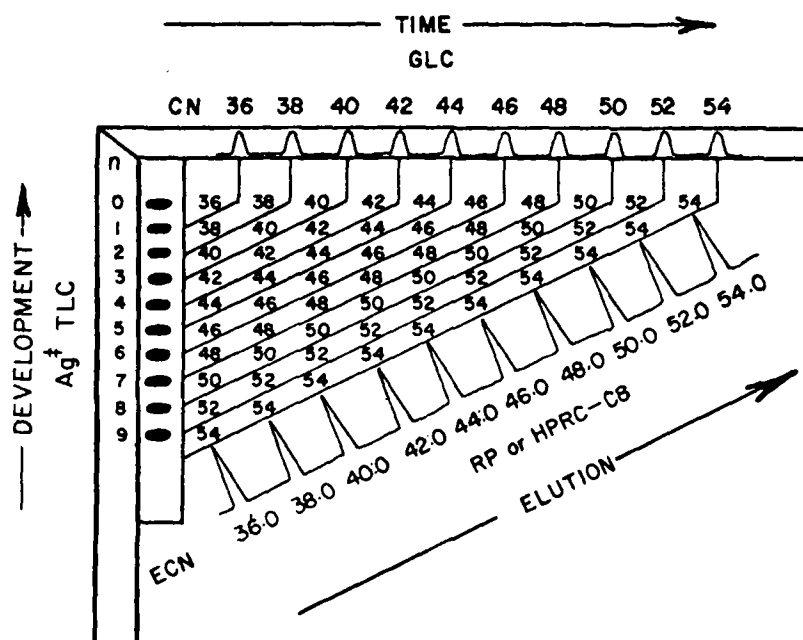 TIME
GLC
CN 36 38 40 42 44 46 48 50 52 54
n
0 36 38 40 42 44 46 48 50 52 54
1 38 40 42 44 46 48 50 52 54
2 40 42 44 46 48 50 52 54
3 42 44 46 48 50 52 54
4 44 46 48 50 52 54
5 46 48 50 52 54
6 48 50 52 54
7 50 52 54
8 52 54
9 54
DEVELOPMENT
Ag‡ TLC
ECN 36.0 38.0 40.0 42.0 44.0 46.0 48.0 50.0 52.0 54.0
RP or HPRC-C8
ELUTION